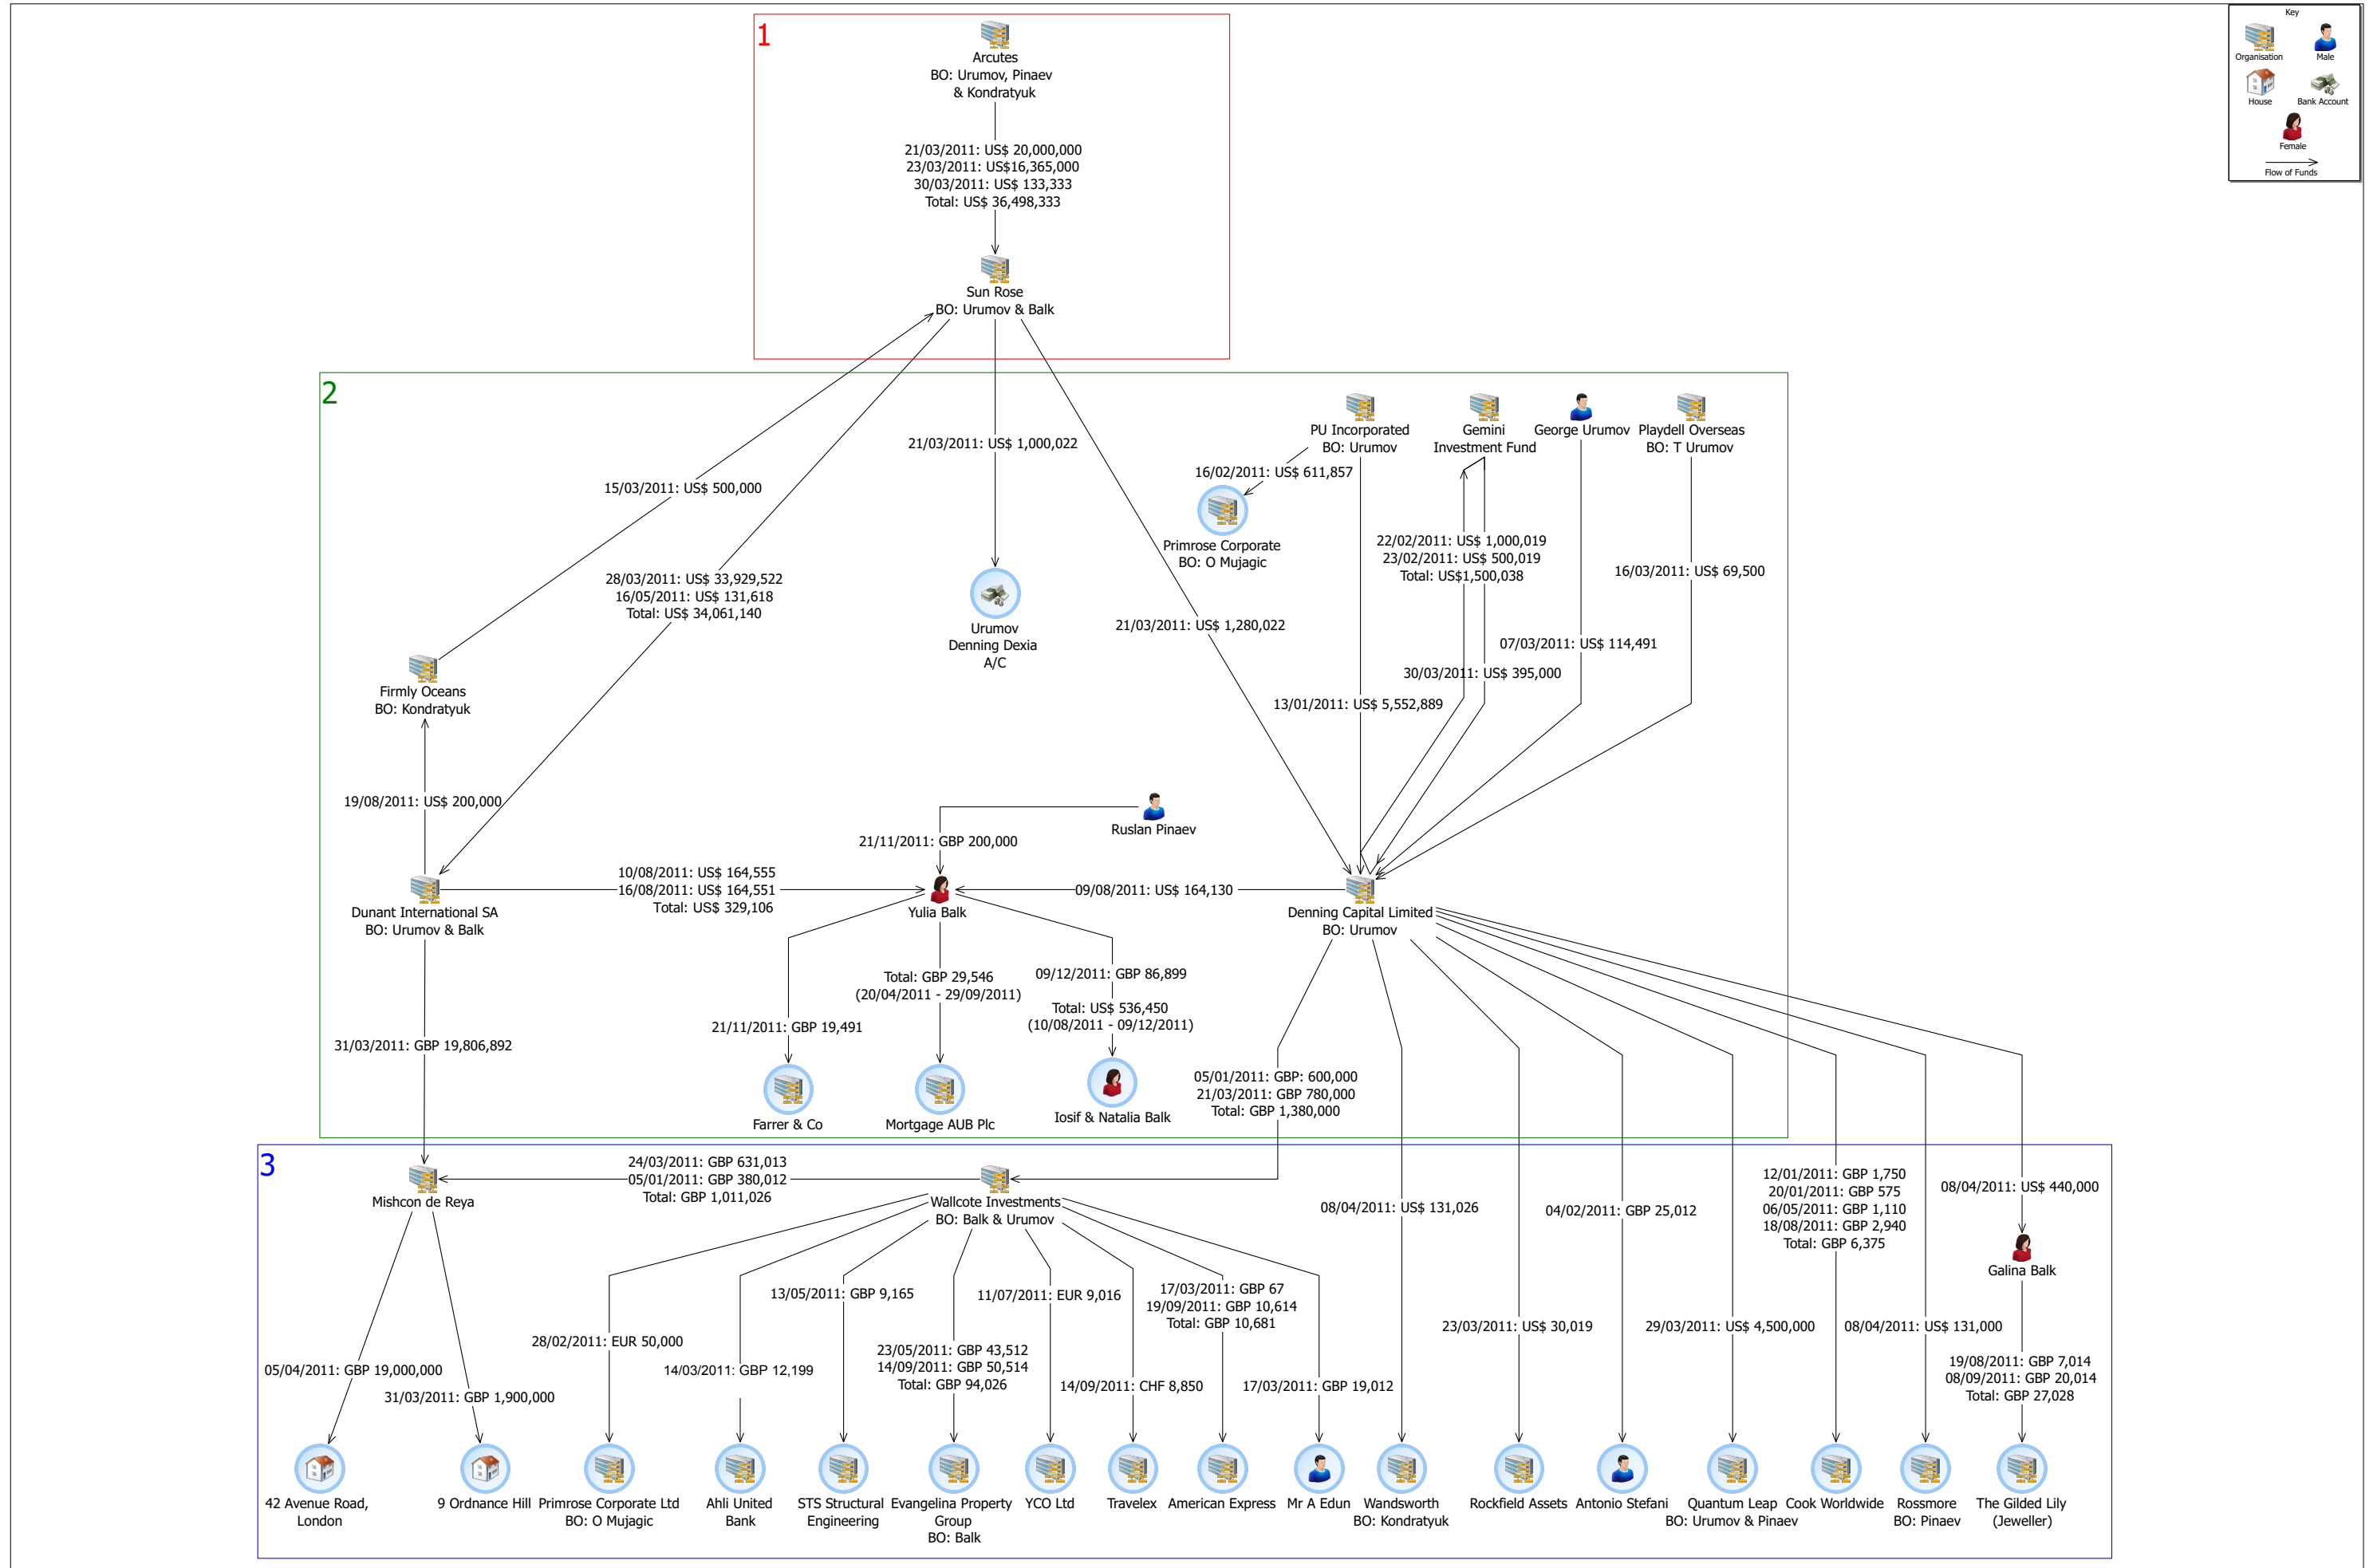 Key
Organisation
Male
House
Bank Account
Female
Flow of Funds
1
Arcutes
BO: Urumov, Pinaev
& Kondratyuk
21/03/2011: US$ 20,000,000
23/03/2011: US$16,365,000
30/03/2011: US$ 133,333
Total: US$ 36,498,333
Sun Rose
BO: Urumov & Balk
2
PU Incorporated
BO: Urumov
Gemini
Investment Fund
George Urumov
Playdell Overseas
BO: T Urumov
21/03/2011: US$ 1,000,022
16/02/2011: US$ 611,857
15/03/2011: US$ 500,000
Primrose Corporate
BO: O Mujagic
22/02/2011: US$ 1,000,019
23/02/2011: US$ 500,019
Total: US$1,500,038
16/03/2011: US$ 69,500
28/03/2011: US$ 33,929,522
16/05/2011: US$ 131,618
Total: US$ 34,061,140
Urumov
Denning Dexia
A/C
21/03/2011: US$ 1,280,022
07/03/2011: US$ 114,491
30/03/2011: US$ 395,000
Firmly Oceans
BO: Kondratyuk
13/01/2011: US$ 5,552,889
19/08/2011: US$ 200,000
Ruslan Pinaev
21/11/2011: GBP 200,000
10/08/2011: US$ 164,555
16/08/2011: US$ 164,551
Total: US$ 329,106
09/08/2011: US$ 164,130
Dunant International SA
BO: Urumov & Balk
Yulia Balk
Denning Capital Limited
BO: Urumov
Total: GBP 29,546
(20/04/2011 - 29/09/2011)
09/12/2011: GBP 86,899
Total: US$ 536,450
(10/08/2011 - 09/12/2011)
21/11/2011: GBP 19,491
31/03/2011: GBP 19,806,892
05/01/2011: GBP: 600,000
21/03/2011: GBP 780,000
Total: GBP 1,380,000
Farrer & Co
Mortgage AUB Plc
Iosif & Natalia Balk
3
Mishcon de Reya
24/03/2011: GBP 631,013
05/01/2011: GBP 380,012
Total: GBP 1,011,026
Wallcote Investments
BO: Balk & Urumov
08/04/2011: US$ 131,026
04/02/2011: GBP 25,012
12/01/2011: GBP 1,750
20/01/2011: GBP 575
06/05/2011: GBP 1,110
18/08/2011: GBP 2,940
Total: GBP 6,375
08/04/2011: US$ 440,000
Galina Balk
13/05/2011: GBP 9,165
11/07/2011: EUR 9,016
17/03/2011: GBP 67
19/09/2011: GBP 10,614
Total: GBP 10,681
28/02/2011: EUR 50,000
23/03/2011: US$ 30,019
29/03/2011: US$ 4,500,000
08/04/2011: US$ 131,000
05/04/2011: GBP 19,000,000
14/03/2011: GBP 12,199
23/05/2011: GBP 43,512
14/09/2011: GBP 50,514
Total: GBP 94,026
14/09/2011: CHF 8,850
17/03/2011: GBP 19,012
19/08/2011: GBP 7,014
08/09/2011: GBP 20,014
Total: GBP 27,028
31/03/2011: GBP 1,900,000
42 Avenue Road,
London
9 Ordnance Hill
Primrose Corporate Ltd
BO: O Mujagic
Ahli United
Bank
STS Structural
Engineering
Evangelina Property
Group
BO: Balk
YCO Ltd
Travelex
American Express
Mr A Edun
Wandsworth
BO: Kondratyuk
Rockfield Assets
Antonio Stefani
Quantum Leap
BO: Urumov & Pinaev
Cook Worldwide
Rossmore
BO: Pinaev
The Gilded Lily
(Jeweller)